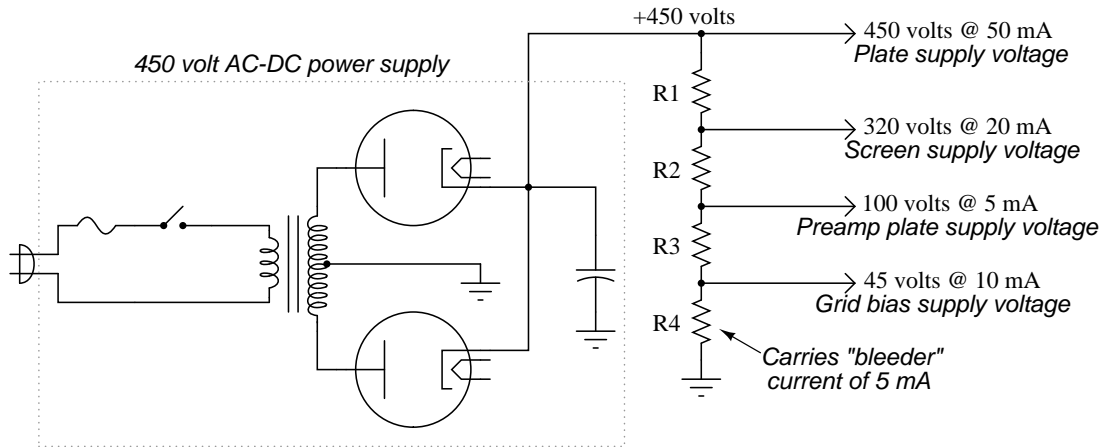 +450 volts
450 volts @ 50 mA
Plate supply voltage
450 volt AC-DC power supply
R1
320 volts @ 20 mA
Screen supply voltage
R2
100 volts @ 5 mA
Preamp plate supply voltage
R3
45 volts @ 10 mA
Grid bias supply voltage
R4
Carries "bleeder"
current of 5 mA